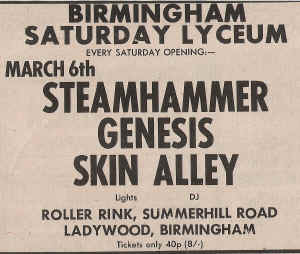 BIRMINGHAM
SATURDAY LYCEUM
EVERY SATURDAY OPENING:—
MARCH 6th
STEAMHAMMER
GENESIS
SKIN ALLEY
Lights DJ
ROLLER RINK, SUMMERHILL ROAD
LADYWOOD, BIRMINGHAM
Tickets only 40p (8/-)